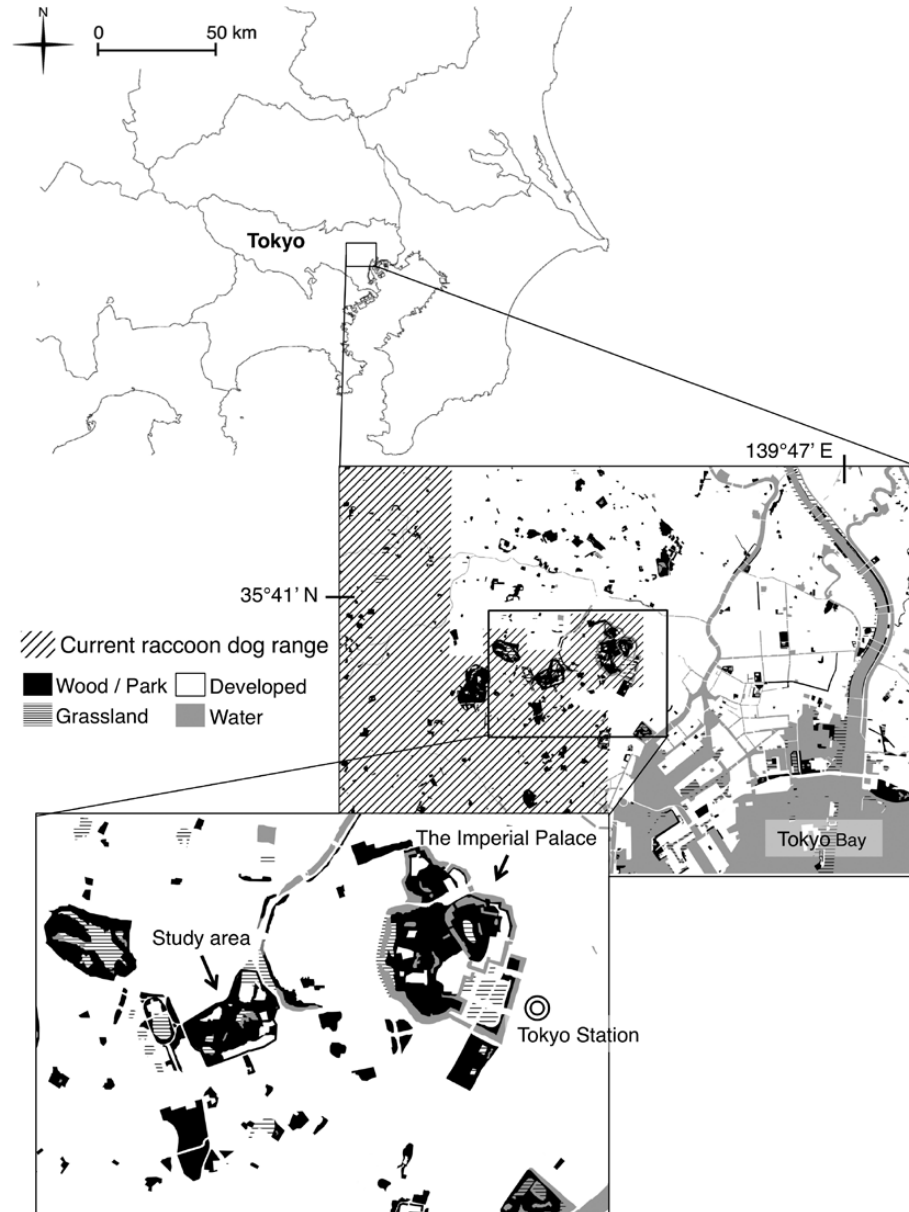 N
0 50 km
Tokyo
139°47' E
35°41' N
Current raccoon dog range
Wood / Park Developed
Grassland Water
Tokyo Bay
The Imperial Palace
Study area
Tokyo Station